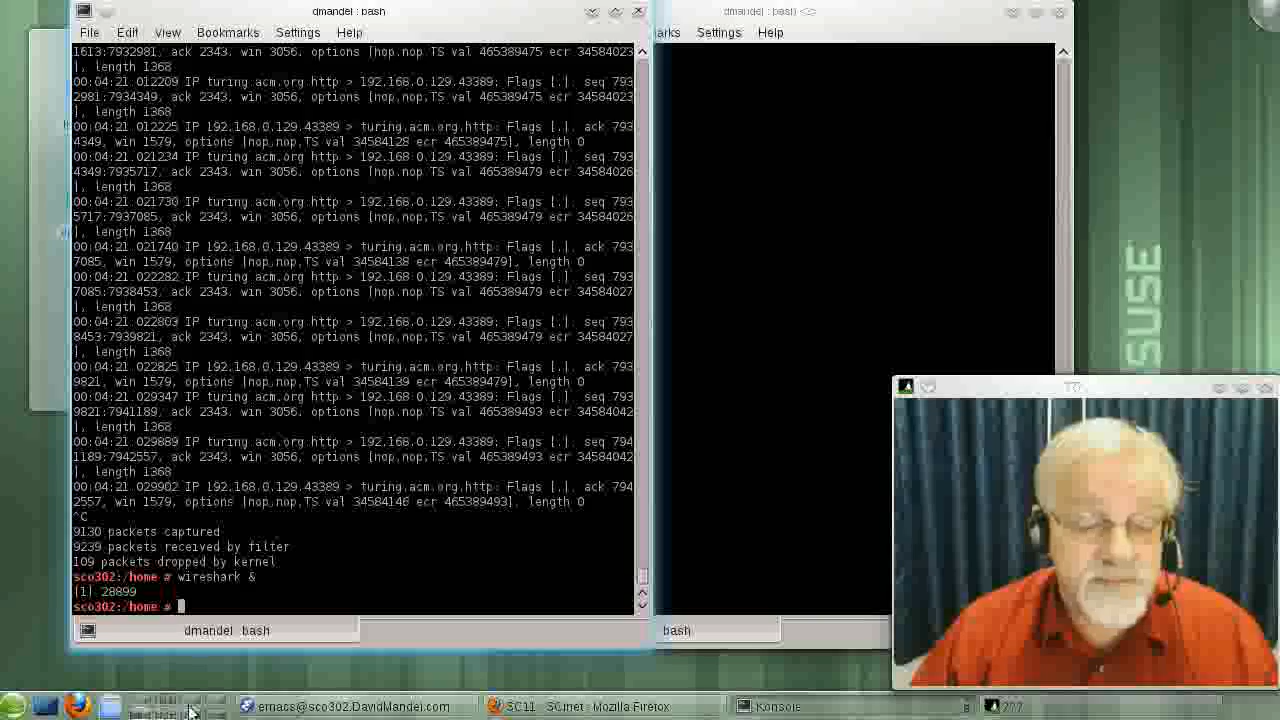 dmandel : bash
File Edit View Bookmarks Settings Help
1613:7932981, ack 2343, win 3056, options [nop,nop,TS val 465389475 ecr 34584023
], length 1368
00:04:21.012209 IP turing.acm.org.http > 192.168.0.129.43389: Flags [.], seq 793
2981:7934349, ack 2343, win 3056, options [nop,nop,TS val 465389475 ecr 34584023
], length 1368
00:04:21.012225 IP 192.168.0.129.43389 > turing.acm.org.http: Flags [.], ack 793
4349, win 1579, options [nop,nop,TS val 34584128 ecr 465389475], length 0
00:04:21.021234 IP turing.acm.org.http > 192.168.0.129.43389: Flags [.], seq 793
4349:7935717, ack 2343, win 3056, options [nop,nop,TS val 465389479 ecr 34584026
], length 1368
00:04:21.021730 IP turing.acm.org.http > 192.168.0.129.43389: Flags [.], seq 793
5717:7937085, ack 2343, win 3056, options [nop,nop,TS val 465389479 ecr 34584026
], length 1368
00:04:21.021740 IP 192.168.0.129.43389 > turing.acm.org.http: Flags [.], ack 793
7085, win 1579, options [nop,nop,TS val 34584138 ecr 465389479], length 0
00:04:21.022282 IP turing.acm.org.http > 192.168.0.129.43389: Flags [.], seq 793
7085:7938453, ack 2343, win 3056, options [nop,nop,TS val 465389479 ecr 34584027
], length 1368
00:04:21.022803 IP turing.acm.org.http > 192.168.0.129.43389: Flags [.], seq 793
8453:7939821, ack 2343, win 3056, options [nop,nop,TS val 465389479 ecr 34584027
], length 1368
00:04:21.022825 IP 192.168.0.129.43389 > turing.acm.org.http: Flags [.], ack 793
9821, win 1579, options [nop,nop,TS val 34584139 ecr 465389479], length 0
00:04:21.029347 IP turing.acm.org.http > 192.168.0.129.43389: Flags [.], seq 793
9821:7941189, ack 2343, win 3056, options [nop,nop,TS val 465389493 ecr 34584042
], length 1368
00:04:21.029889 IP turing.acm.org.http > 192.168.0.129.43389: Flags [.], seq 794
1189:7942557, ack 2343, win 3056, options [nop,nop,TS val 465389493 ecr 34584042
], length 1368
00:04:21.029902 IP 192.168.0.129.43389 > turing.acm.org.http: Flags [.], ack 794
2557, win 1579, options [nop,nop,TS val 34584146 ecr 465389493], length 0
^C
9130 packets captured
9239 packets received by filter
109 packets dropped by kernel
sco302:/home # wireshark &
[1] 28899
sco302:/home #
dmandel : bash
dmandel : bash <2>
arks Settings Help
bash
SUSE
???
ernase@sco302.DavidMandel.com
Mozilla Firefox
Konsole
8
???